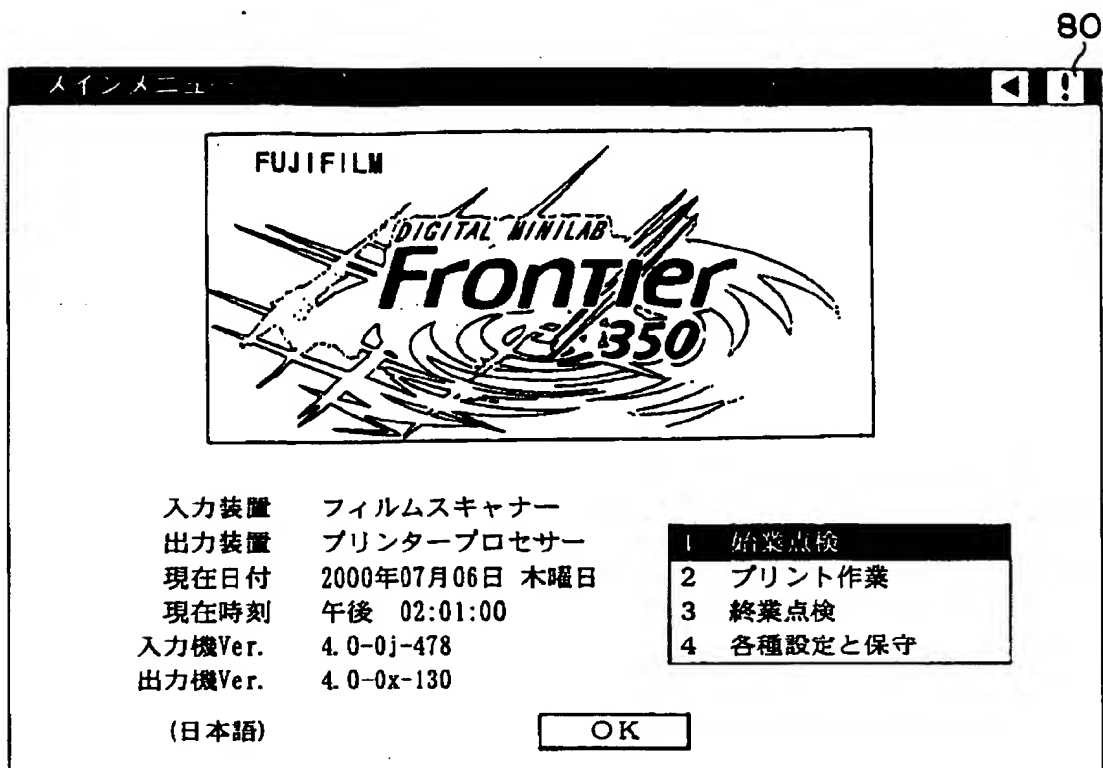 80
メインメニュー
!
FUJIFILM
DIGITAL MINILAB
Frontier
350
入力装置 フィルムスキャナー
出力装置 プリンタープロセサー
現在日付 2000年07月06日 木曜日
現在時刻 午後 02:01:00
入力機Ver. 4.0-0j-478
出力機Ver. 4.0-0x-130
(日本語)
1 始業点検
2 プリント作業
3 終業点検
4 各種設定と保守
OK